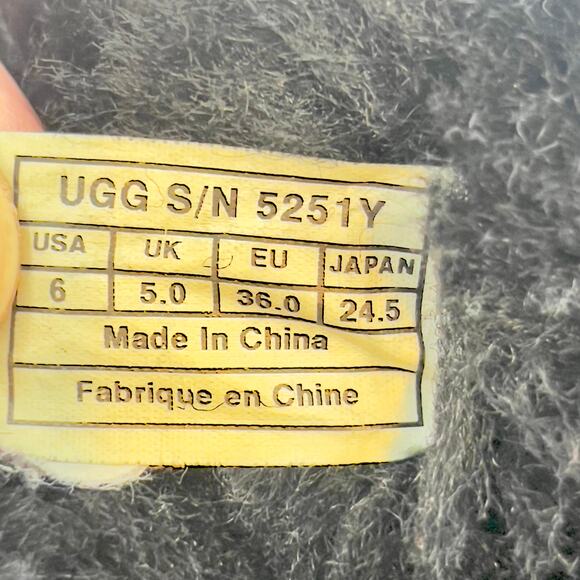 UGG S/N 5251Y
USA UK EU JAPAN
6 5.0 36.0 24.5
Made In China
Fabrique en Chine